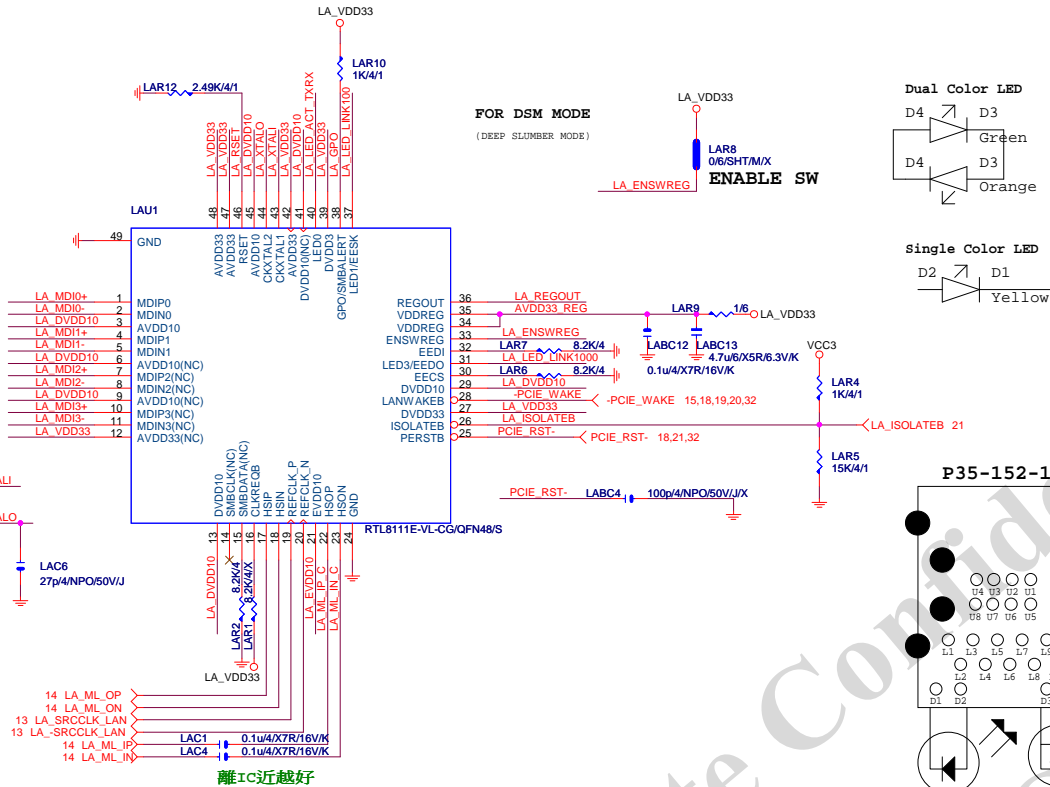 LA_VDD33
LAR10
1K/4/1
LAR12
2.49K/4/1
LA_VDD33
LA_VDD33
LA_RSET
LA_DVDD10
LA_XTALO
LA_XTALI
LA_VDD33
LA_DVDD10
LA_LED_ACT_TXRX
LA_VDD33
LA_GPO
LA_LED_LINK100
FOR DSM MODE
(DEEP SLUMBER MODE)
LA_VDD33
LAR8
0/6/SHT/M/X
ENABLE SW
LA_ENSWREG
Dual Color LED
D4 D3
Green
D4 D3
Orange
Single Color LED
D2 D1
Yellow
LAU1
48 47 46 45 44 43 42 41 40 39 38 37
AVDD33
AVDD33
RSET
AVDD10
CKXTAL2
CKXTAL1
AVDD33
DVDD10(NC)
LED0
DVDD3
GPO/SMBALERT
LED1/EESK
49 GND
LA_MDI0+ 1 MDIP0
LA_MDI0- 2 MDIN0
LA_DVDD10 3 AVDD10
LA_MDI1+ 4 MDIP1
LA_MDI1- 5 MDIN1
LA_DVDD10 6 AVDD10(NC)
LA_MDI2+ 7 MDIP2(NC)
LA_MDI2- 8 MDIN2(NC)
LA_DVDD10 9 AVDD10(NC)
LA_MDI3+ 10 MDIP3(NC)
LA_MDI3- 11 MDIN3(NC)
LA_VDD33 12 AVDD33(NC)
REGOUT 36 LA_REGOUT
VDDREG 35 AVDD33_REG
VDDREG 34
ENSWREG 33 LA_ENSWREG
EEDI 32 LAR7 8.2K/4
LED3/EEDO 31 LA_LED_LINK1000
EECS 30 LAR6 8.2K/4
DVDD10 29 LA_DVDD10
LANWAKEB 28 -PCIE_WAKE
-PCIE_WAKE 15,18,19,20,32
DVDD33 27 LA_VDD33
ISOLATEB 26 LA_ISOLATEB
PERSTB 25 PCIE_RST-
PCIE_RST- 18,21,32
LAR9 1/6 LA_VDD33
LABC12
0.1u/4/X7R/16V/K
LABC13
4.7u/6/X5R/6.3V/K
VCC3
LAR4
1K/4/1
LA_ISOLATEB 21
LAR5
15K/4/1
PCIE_RST- LABC4 100p/4/NPO/50V/J/X
DVDD10
SMBCLK(NC)
SMBDATA(NC)
CLKREQB
HSIP
HSIN
REFCLK_P
REFCLK_N
EVDD10
HSOP
HSON
GND
RTL8111E-VL-CG/QFN48/S
13 14 15 16 17 18 19 20 21 22 23 24
LA_DVDD10
LAR2
8.2K/4
LAR1
8.2K/4/X
LA_EVDD10
LA_ML_IP_C
LA_ML_IN_C
LA_VDD33
ALI
ALO
LAC6
27p/4/NPO/50V/J
14 LA_ML_OP
14 LA_ML_ON
13 LA_SRCCLK_LAN
13 LA_-SRCCLK_LAN
14 LA_ML_IP
LAC1 0.1u/4/X7R/16V/K
14 LA_ML_IN
LAC4 0.1u/4/X7R/16V/K
離IC近越好
P35-152-1
U4 U3 U2 U1
U8 U7 U6 U5
L1 L3 L5 L7 L9
L2 L4 L6 L8
D1 D2
te Confide